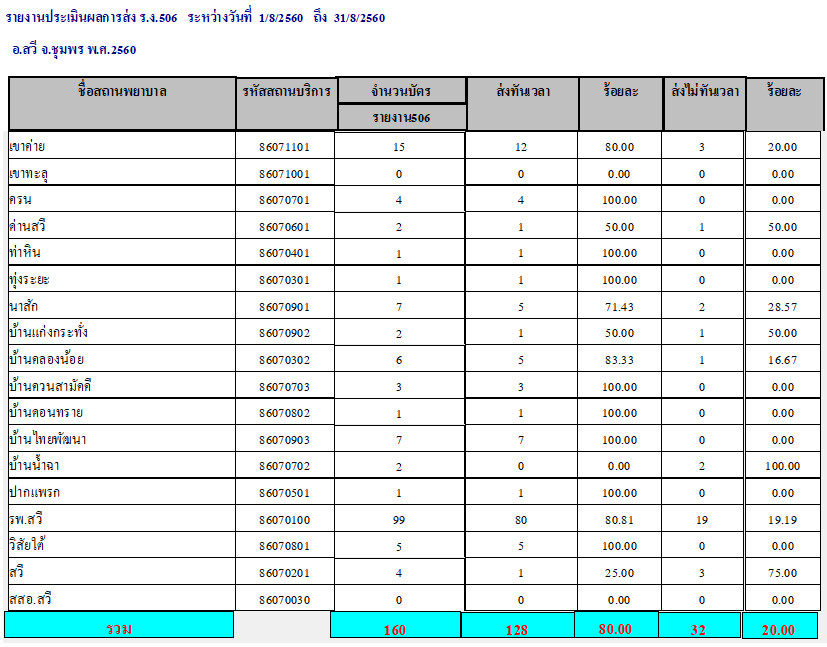 รายงานประเมินผลการส่ง ร.ง.506 ระหว่างวันที่ 1/8/2560 ถึง 31/8/2560
อ.สวี จ.ชุมพร พ.ศ.2560
ชื่อสถานพยาบาล รหัสสถานบริการ จำนวนบัตร ส่งทันเวลา ร้อยละ ส่งไม่ทันเวลา ร้อยละ
รายงาน506
เขาค่าย 86071101 15 12 80.00 3 20.00
เขาทะลุ 86071001 0 0 0.00 0 0.00
ครน 86070701 4 4 100.00 0 0.00
ด่านสวี 86070601 2 1 50.00 1 50.00
ท่าหิน 86070401 1 1 100.00 0 0.00
ทุ่งระยะ 86070301 1 1 100.00 0 0.00
นาสัก 86070901 7 5 71.43 2 28.57
บ้านแก่งกระทั่ง 86070902 2 1 50.00 1 50.00
บ้านคลองน้อย 86070302 6 5 83.33 1 16.67
บ้านควนสามัคคี 86070703 3 3 100.00 0 0.00
บ้านดอนทราย 86070802 1 1 100.00 0 0.00
บ้านไทยพัฒนา 86070903 7 7 100.00 0 0.00
บ้านน้ำฉา 86070702 2 0 0.00 2 100.00
ปากแพรก 86070501 1 1 100.00 0 0.00
รพ.สวี 86070100 99 80 80.81 19 19.19
วิสัยใต้ 86070801 5 5 100.00 0 0.00
สวี 86070201 4 1 25.00 3 75.00
สสอ.สวี 86070030 0 0 0.00 0 0.00
รวม 160 128 80.00 32 20.00